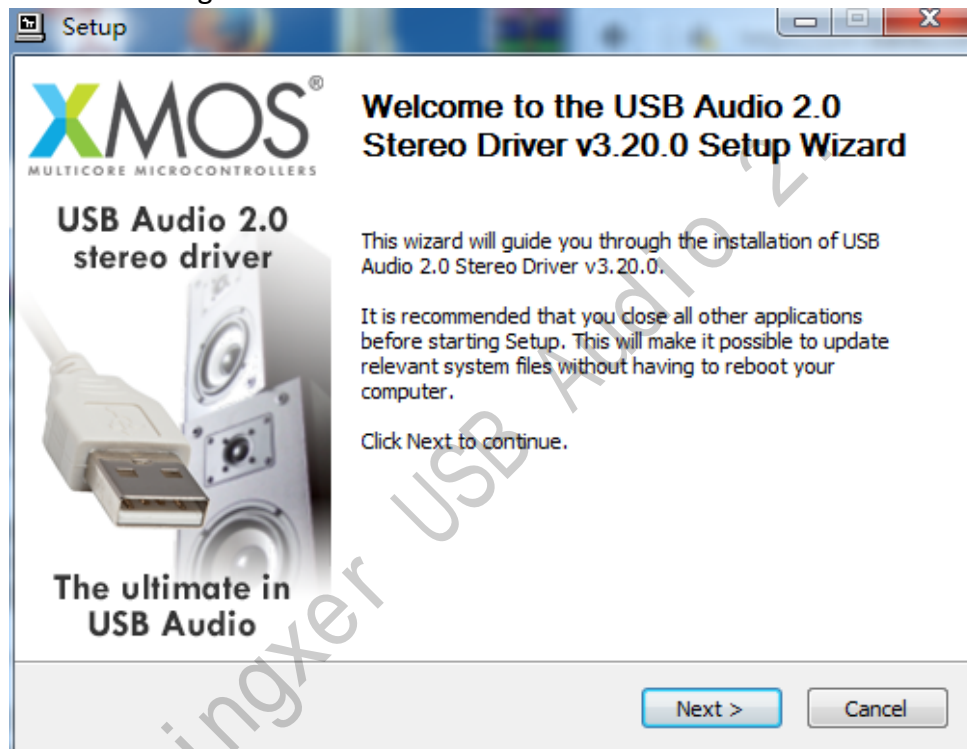 Setup
XMOS®
MULTICORE MICROCONTROLLERS
USB Audio 2.0
stereo driver
The ultimate in
USB Audio
Welcome to the USB Audio 2.0
Stereo Driver v3.20.0 Setup Wizard
This wizard will guide you through the installation of USB
Audio 2.0 Stereo Driver v3.20.0.
It is recommended that you close all other applications
before starting Setup. This will make it possible to update
relevant system files without having to reboot your
computer.
Click Next to continue.
Next >
Cancel
ingxer USB Audio 2.